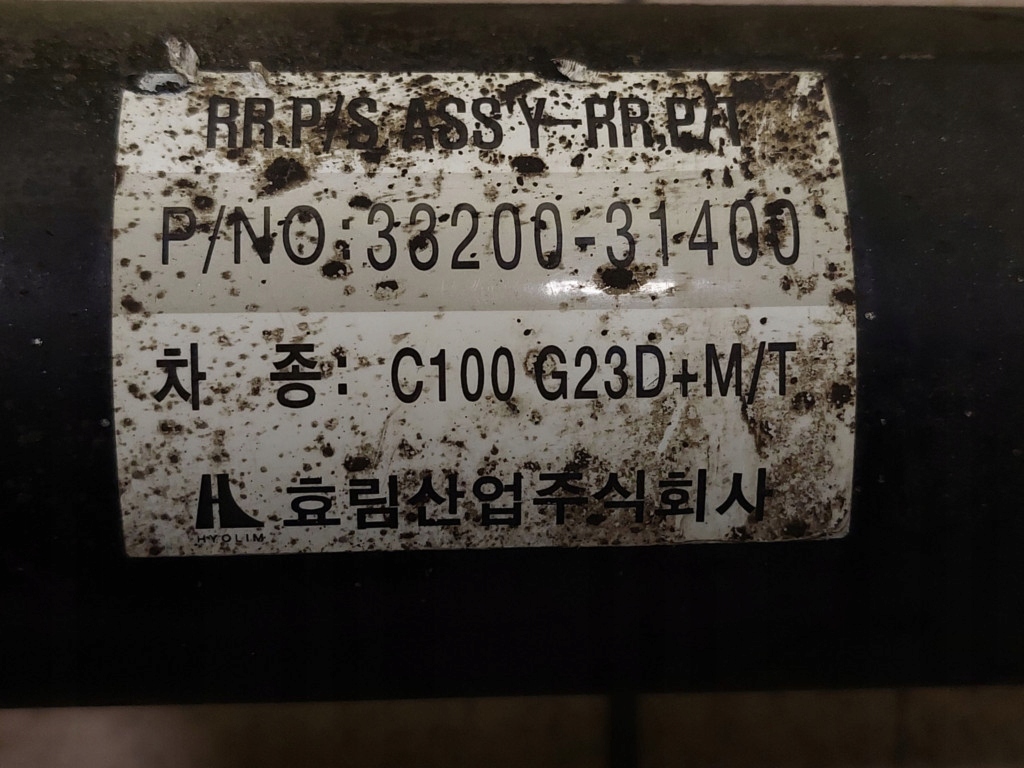 RR.P/S ASS'Y-RR,P/T
P/NO:33200-31400
차 종: C100 G23D+M/T
효림산업주식회사
HYOLIM